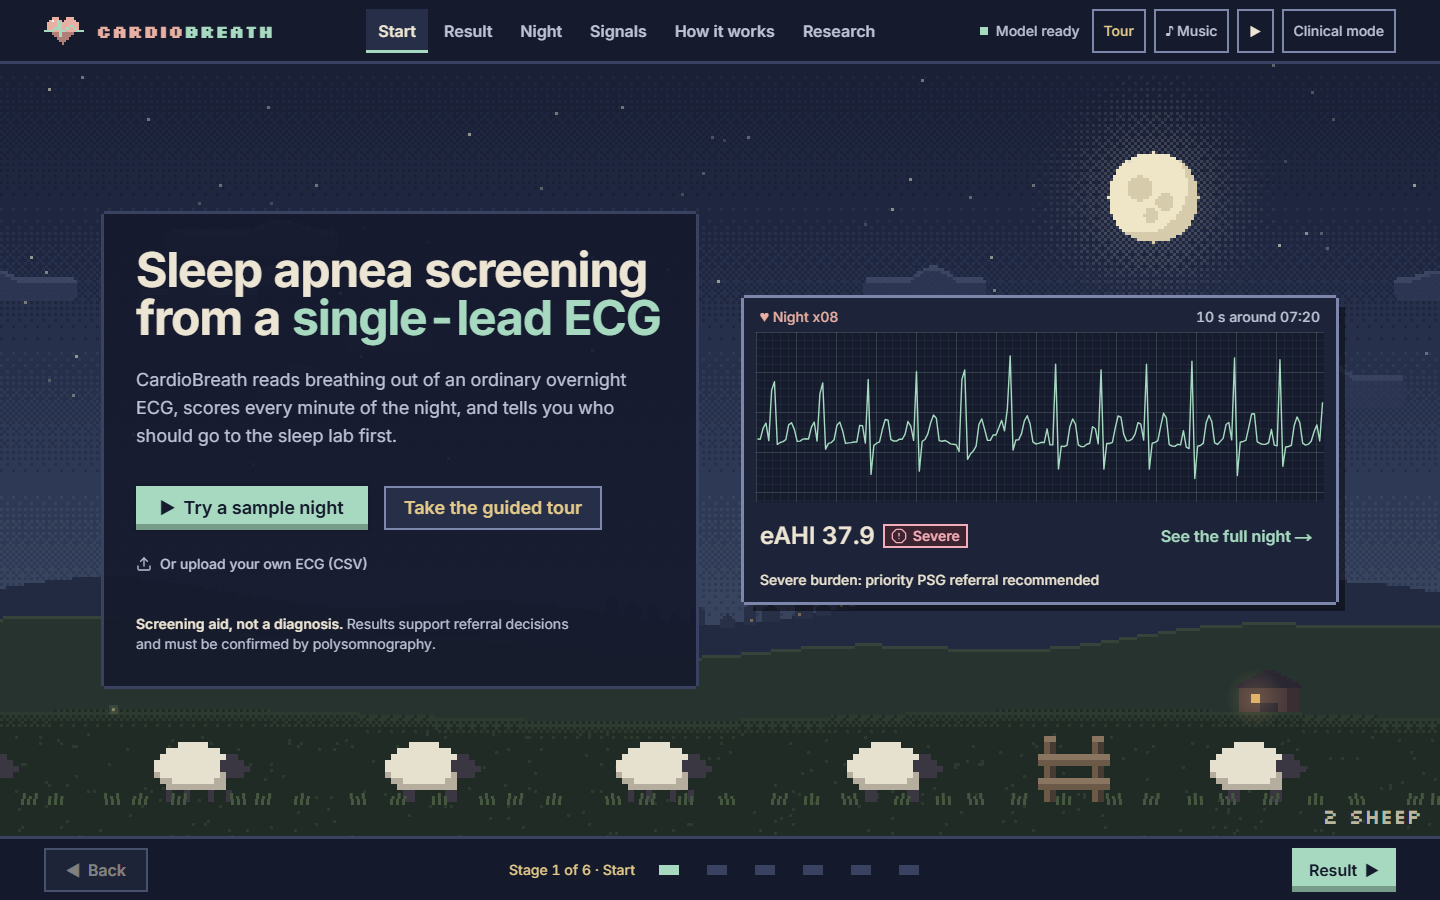 CARDIOBREATH
Start
Result
Night
Signals
How it works
Research
Model ready
Tour
♪ Music
▶
Clinical mode
Sleep apnea screening
from a single-lead ECG
CardioBreath reads breathing out of an ordinary overnight
ECG, scores every minute of the night, and tells you who
should go to the sleep lab first.
▶ Try a sample night
Take the guided tour
Or upload your own ECG (CSV)
Screening aid, not a diagnosis. Results support referral decisions
and must be confirmed by polysomnography.
♥ Night x08
10 s around 07:20
eAHI 37.9
Severe
See the full night →
Severe burden: priority PSG referral recommended
2 SHEEP
◀ Back
Stage 1 of 6 · Start
Result ▶